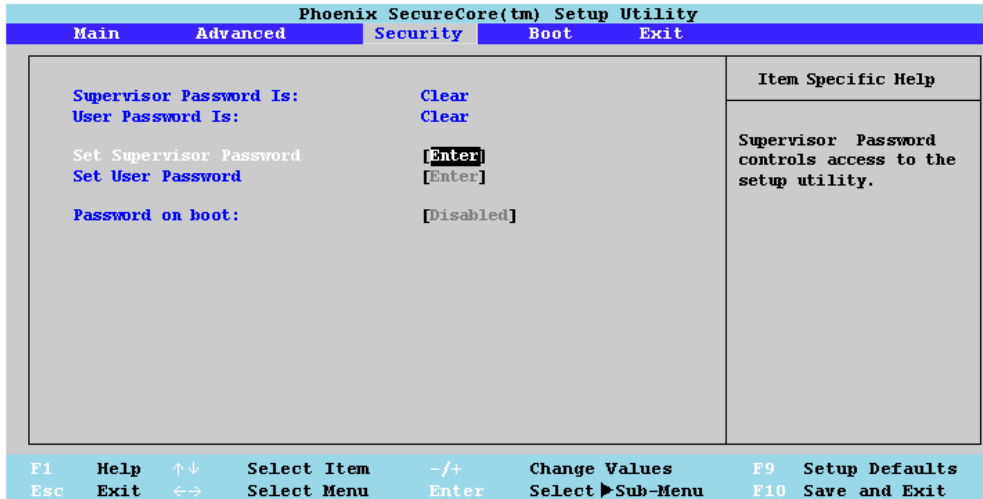 Phoenix SecureCore(tm) Setup Utility
Main Advanced Security Boot Exit
Item Specific Help
Supervisor Password Is: Clear
User Password Is: Clear
Supervisor Password
controls access to the
setup utility.
Set Supervisor Password [Enter]
Set User Password [Enter]
Password on boot: [Disabled]
F1 Help ↑↓ Select Item -/+ Change Values F9 Setup Defaults
Esc Exit ←→ Select Menu Enter Select ▶Sub-Menu F10 Save and Exit